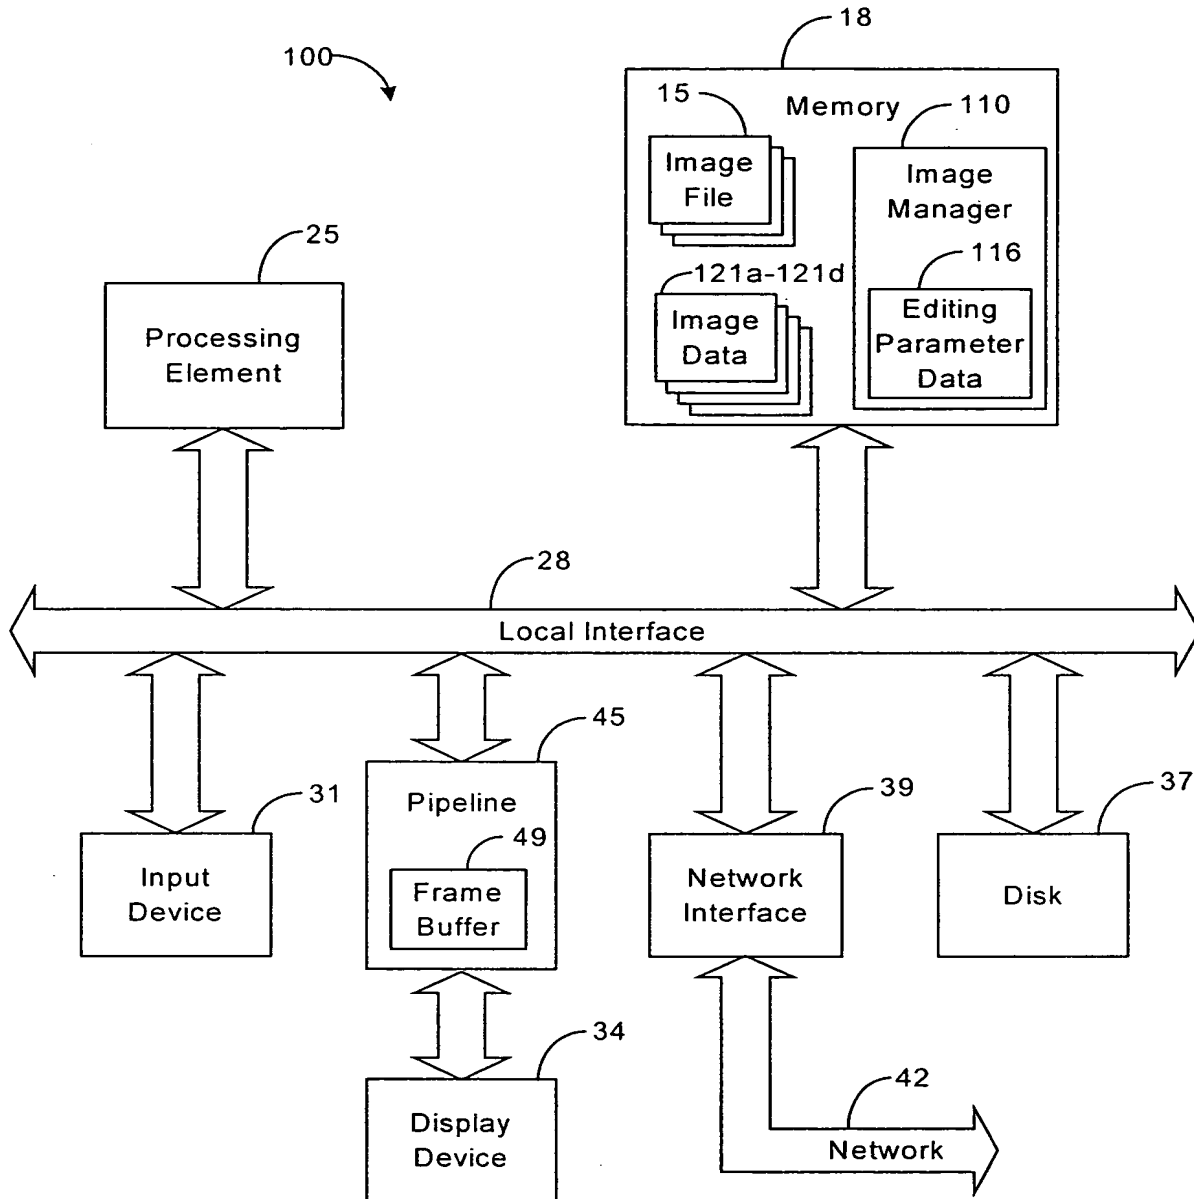 18
100
Memory
15
110
Image
File
Image
Manager
25
116
121a-121d
Processing
Element
Image
Data
Editing
Parameter
Data
28
Local Interface
45
31
39
37
Pipeline
49
Input
Device
Frame
Buffer
Network
Interface
Disk
34
42
Display
Device
Network